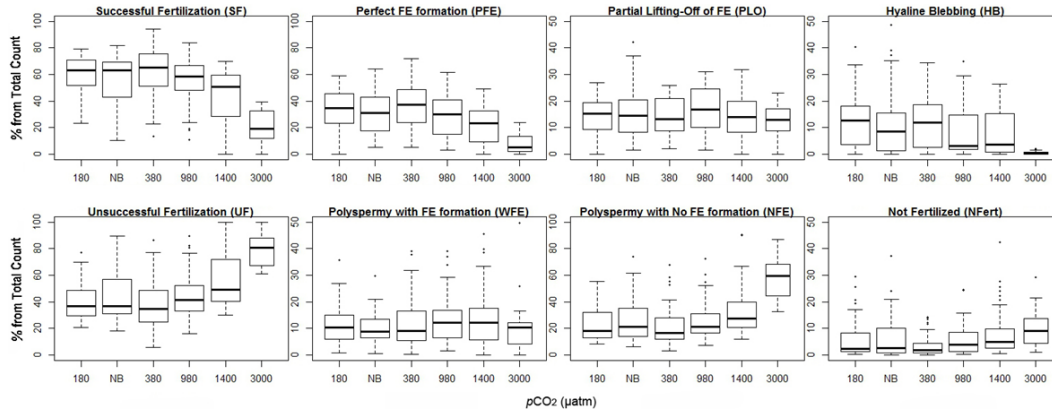 Successful Fertilization (SF)
Perfect FE formation (PFE)
Partial Lifting-Off of FE (PLO)
Hyaline Blebbing (HB)
% from Total Count
100
80
60
40
20
0
100
80
60
40
20
0
50
40
30
20
10
0
50
40
30
20
10
0
180 NB 380 980 1400 3000
180 NB 380 980 1400 3000
180 NB 380 980 1400 3000
180 NB 380 980 1400 3000
Unsuccessful Fertilization (UF)
Polyspermy with FE formation (WFE)
Polyspermy with No FE formation (NFE)
Not Fertilized (NFert)
% from Total Count
100
80
60
40
20
0
50
40
30
20
10
0
100
80
60
40
20
0
50
40
30
20
10
0
180 NB 380 980 1400 3000
180 NB 380 980 1400 3000
180 NB 380 980 1400 3000
180 NB 380 980 1400 3000
pCO₂ (µatm)